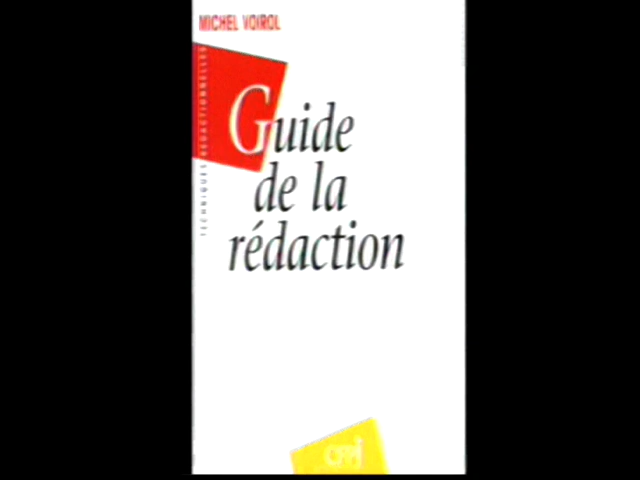 MICHEL VOIROL
TECHNIQUES RÉDACTIONNELLES
Guide
de la
rédaction
CFPJ